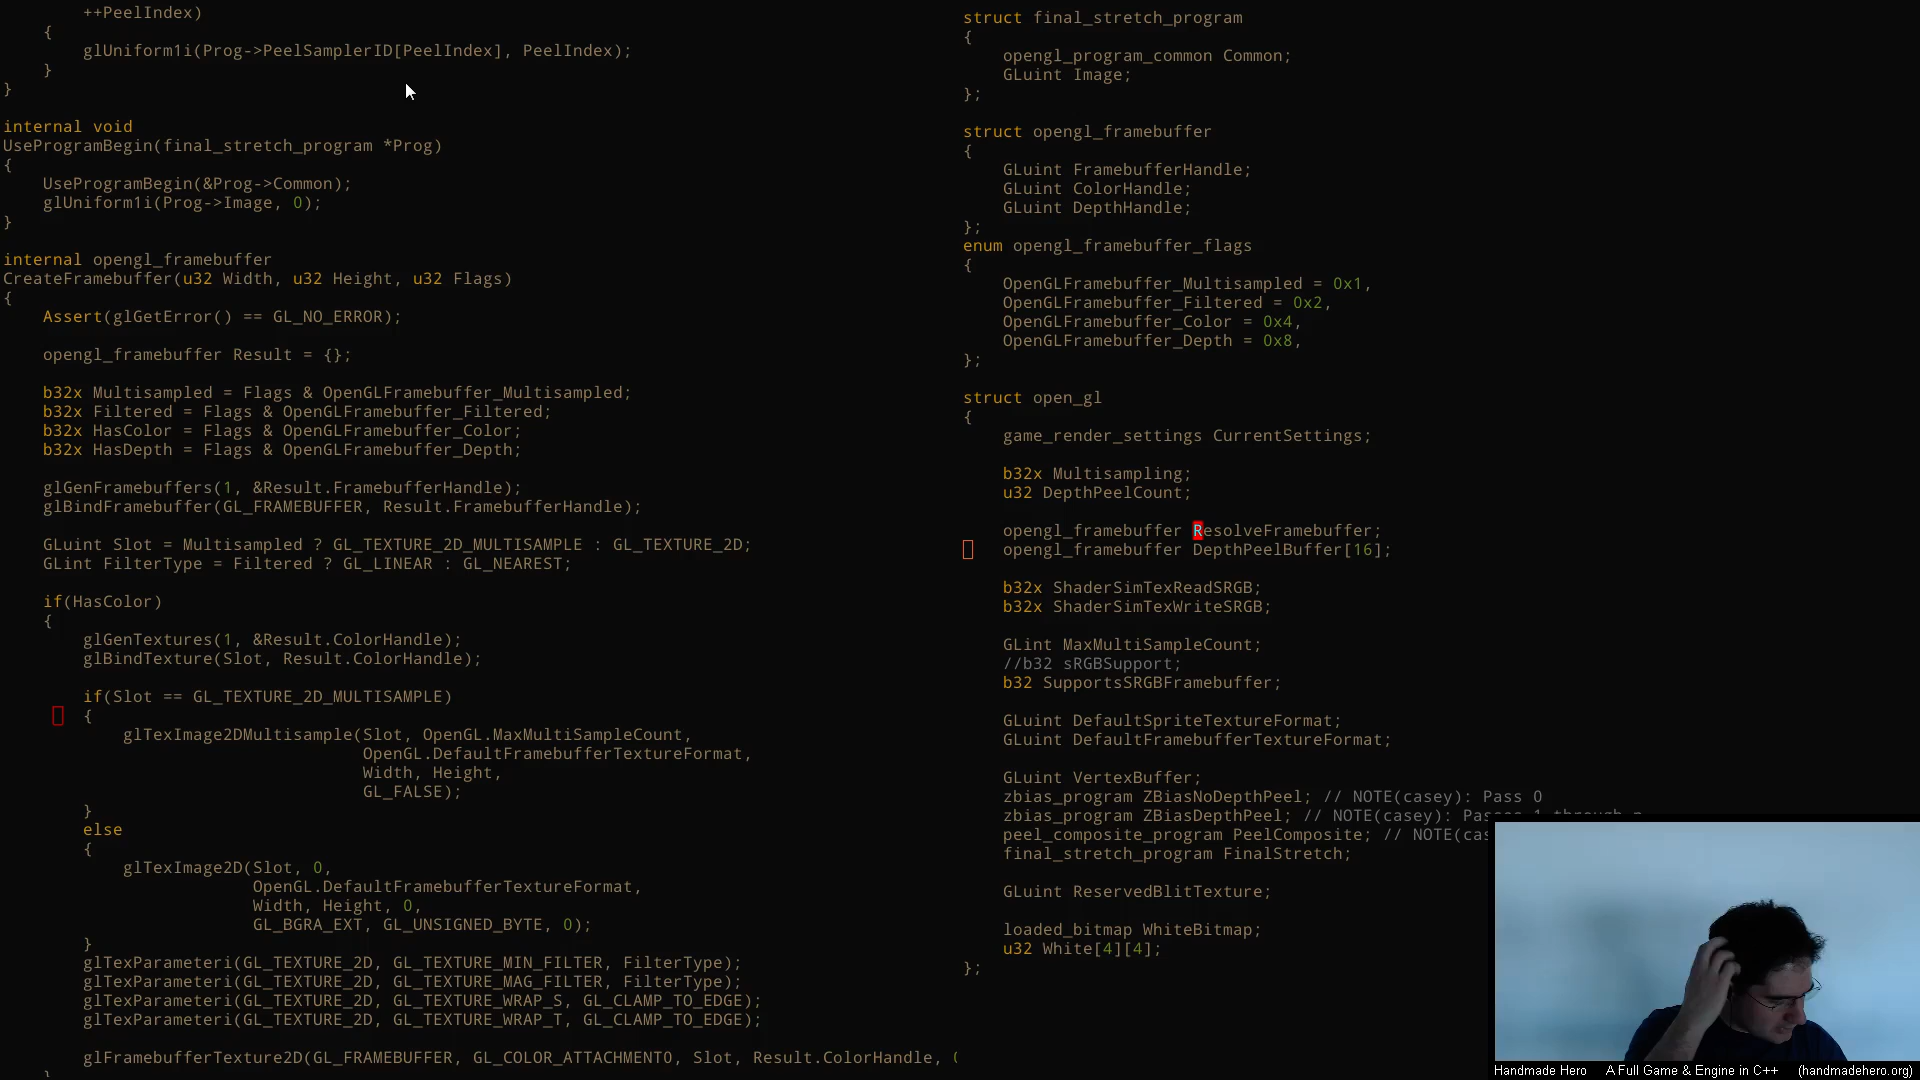 ++PeelIndex)
{
glUniform1i(Prog->PeelSamplerID[PeelIndex], PeelIndex);
}
}
internal void
UseProgramBegin(final_stretch_program *Prog)
{
UseProgramBegin(&Prog->Common);
glUniform1i(Prog->Image, 0);
}
internal opengl_framebuffer
CreateFramebuffer(u32 Width, u32 Height, u32 Flags)
{
Assert(glGetError() == GL_NO_ERROR);
opengl_framebuffer Result = {};
b32x Multisampled = Flags & OpenGLFramebuffer_Multisampled;
b32x Filtered = Flags & OpenGLFramebuffer_Filtered;
b32x HasColor = Flags & OpenGLFramebuffer_Color;
b32x HasDepth = Flags & OpenGLFramebuffer_Depth;
glGenFramebuffers(1, &Result.FramebufferHandle);
glBindFramebuffer(GL_FRAMEBUFFER, Result.FramebufferHandle);
GLuint Slot = Multisampled ? GL_TEXTURE_2D_MULTISAMPLE : GL_TEXTURE_2D;
GLint FilterType = Filtered ? GL_LINEAR : GL_NEAREST;
if(HasColor)
{
glGenTextures(1, &Result.ColorHandle);
glBindTexture(Slot, Result.ColorHandle);
if(Slot == GL_TEXTURE_2D_MULTISAMPLE)
{
glTexImage2DMultisample(Slot, OpenGL.MaxMultiSampleCount,
OpenGL.DefaultFramebufferTextureFormat,
Width, Height,
GL_FALSE);
}
else
{
glTexImage2D(Slot, 0,
OpenGL.DefaultFramebufferTextureFormat,
Width, Height, 0,
GL_BGRA_EXT, GL_UNSIGNED_BYTE, 0);
}
glTexParameteri(GL_TEXTURE_2D, GL_TEXTURE_MIN_FILTER, FilterType);
glTexParameteri(GL_TEXTURE_2D, GL_TEXTURE_MAG_FILTER, FilterType);
glTexParameteri(GL_TEXTURE_2D, GL_TEXTURE_WRAP_S, GL_CLAMP_TO_EDGE);
glTexParameteri(GL_TEXTURE_2D, GL_TEXTURE_WRAP_T, GL_CLAMP_TO_EDGE);
glFramebufferTexture2D(GL_FRAMEBUFFER, GL_COLOR_ATTACHMENT0, Slot, Result.ColorHandle,
struct final_stretch_program
{
opengl_program_common Common;
GLuint Image;
};
struct opengl_framebuffer
{
GLuint FramebufferHandle;
GLuint ColorHandle;
GLuint DepthHandle;
};
enum opengl_framebuffer_flags
{
OpenGLFramebuffer_Multisampled = 0x1,
OpenGLFramebuffer_Filtered = 0x2,
OpenGLFramebuffer_Color = 0x4,
OpenGLFramebuffer_Depth = 0x8,
};
struct open_gl
{
game_render_settings CurrentSettings;
b32x Multisampling;
u32 DepthPeelCount;
opengl_framebuffer ResolveFramebuffer;
opengl_framebuffer DepthPeelBuffer[16];
b32x ShaderSimTexReadSRGB;
b32x ShaderSimTexWriteSRGB;
GLint MaxMultiSampleCount;
//b32 sRGBSupport;
b32 SupportsSRGBFramebuffer;
GLuint DefaultSpriteTextureFormat;
GLuint DefaultFramebufferTextureFormat;
GLuint VertexBuffer;
zbias_program ZBiasNoDepthPeel; // NOTE(casey): Pass 0
zbias_program ZBiasDepthPeel; // NOTE(casey): Passes 1 through
peel_composite_program PeelComposite; // NOTE(cas
final_stretch_program FinalStretch;
GLuint ReservedBlitTexture;
loaded_bitmap WhiteBitmap;
u32 White[4][4];
};
Handmade Hero A Full Game & Engine in C++ (handmadehero.org)